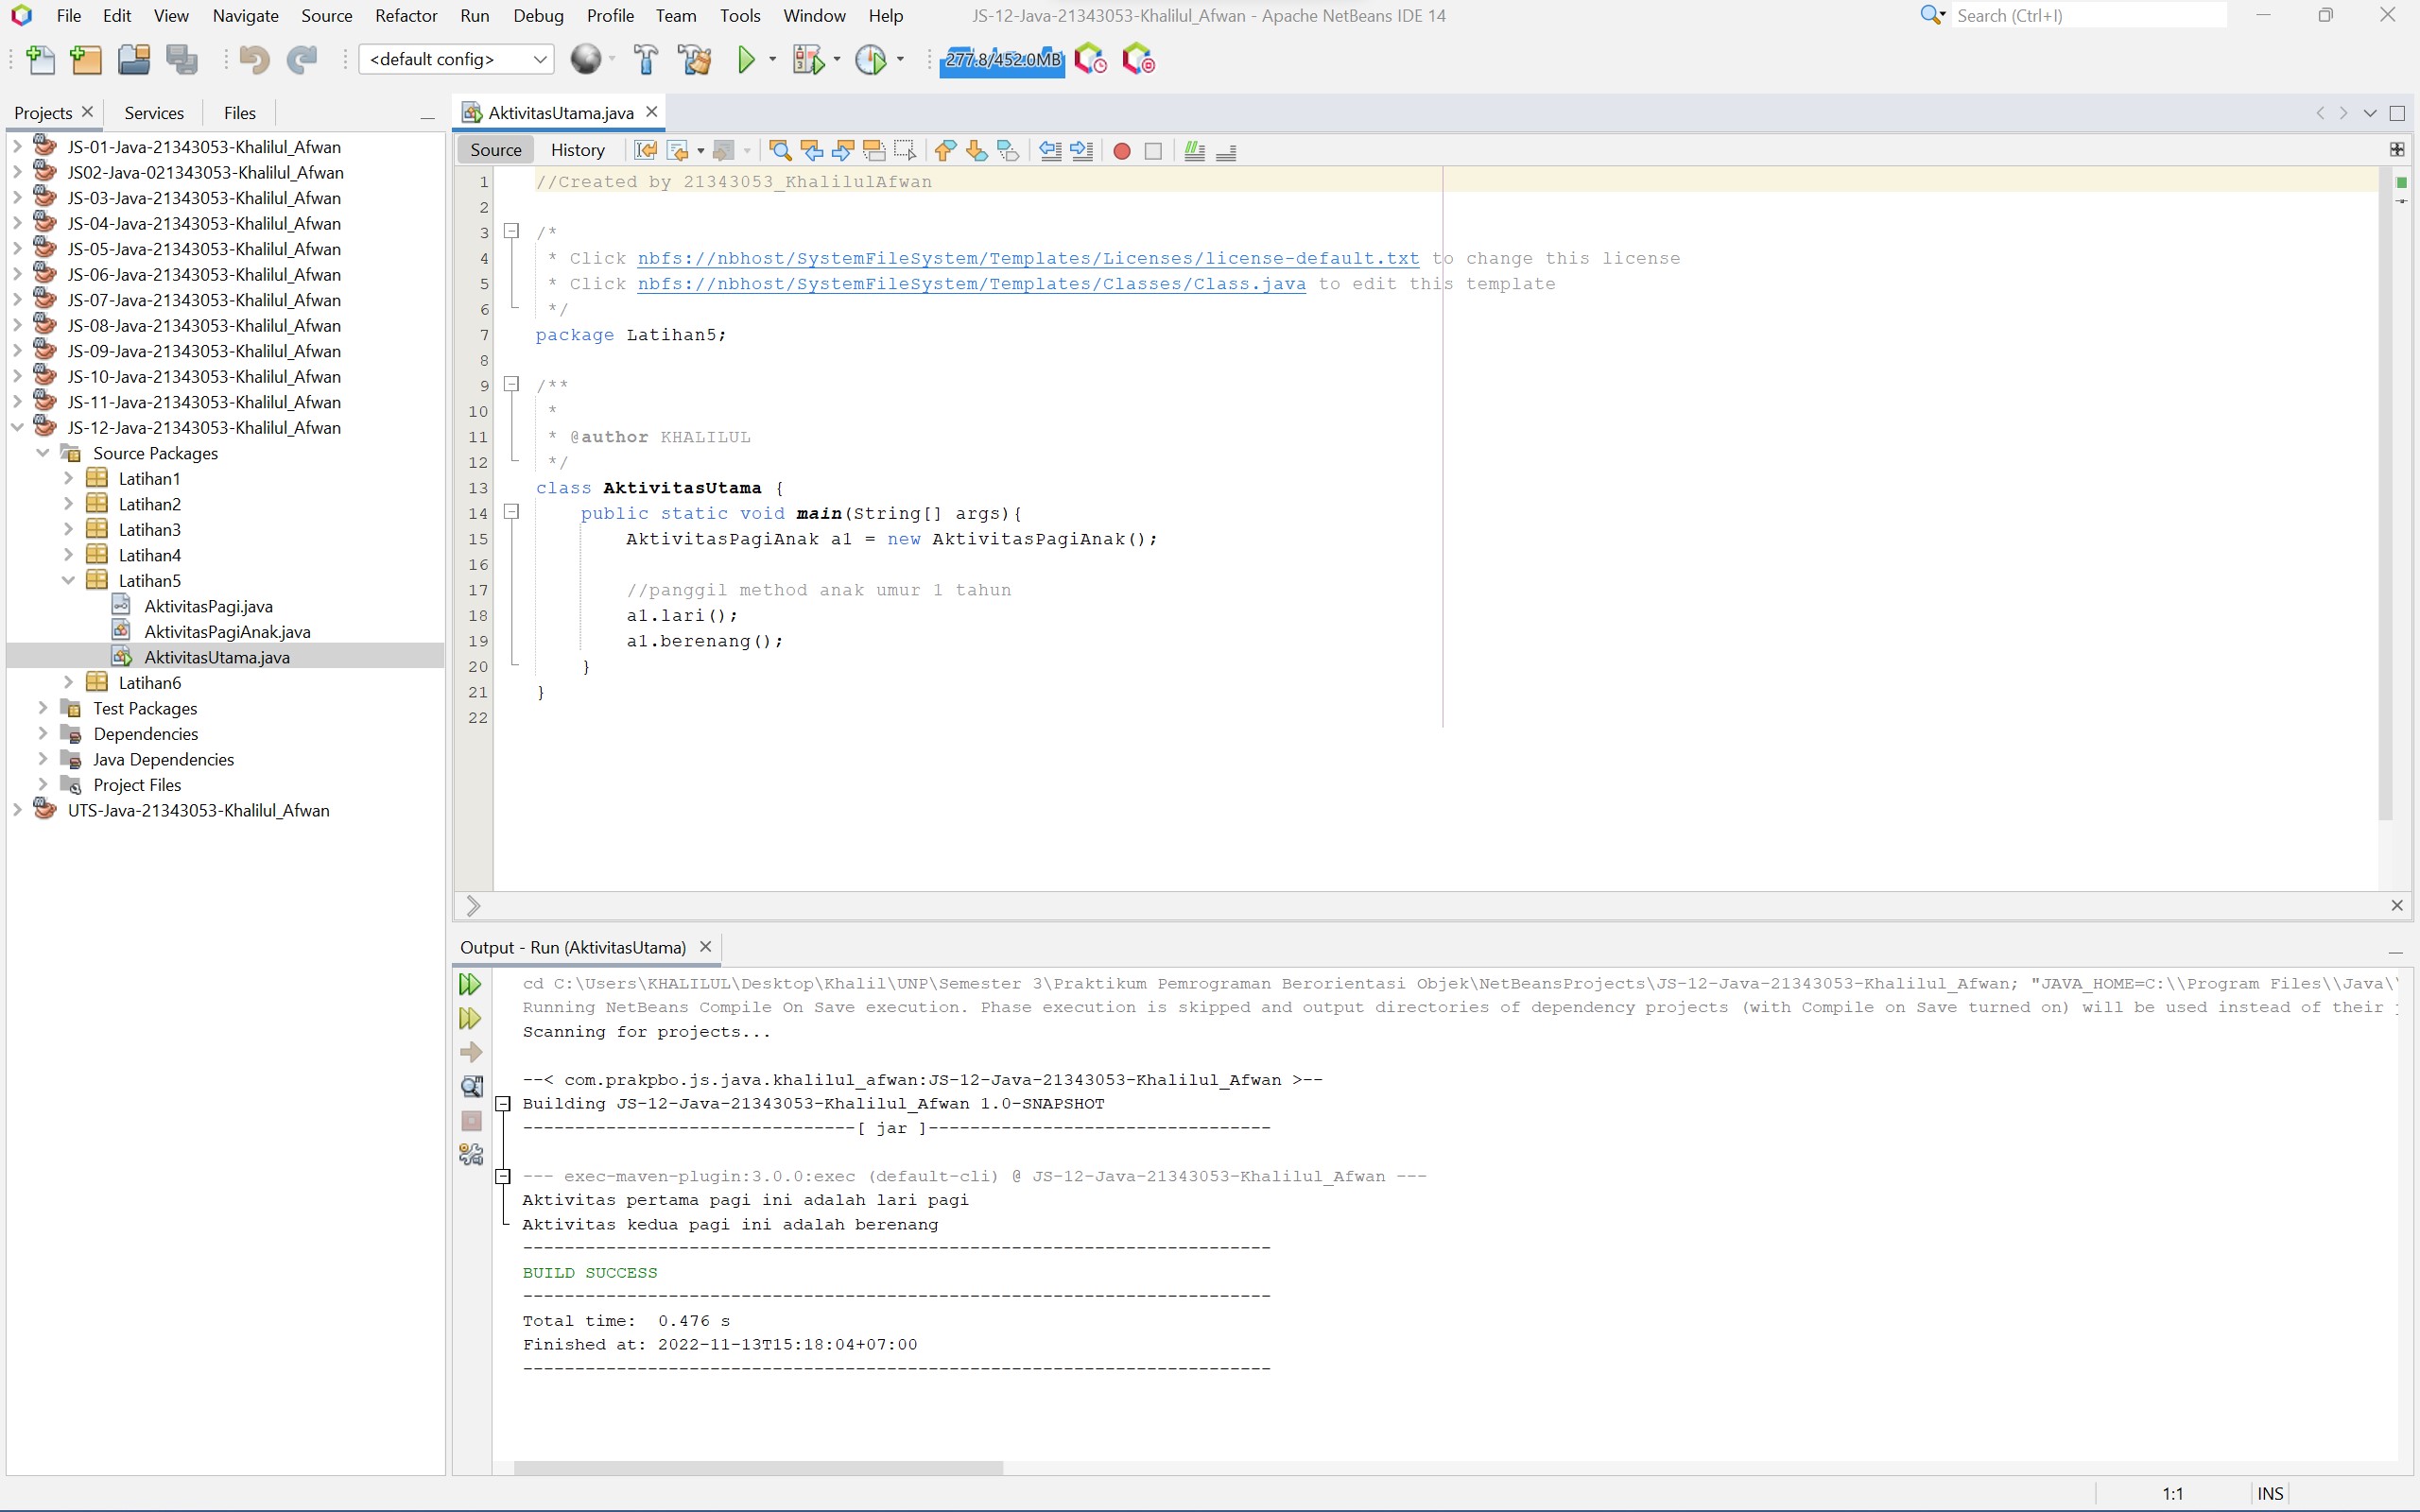 File Edit View Navigate Source Refactor Run Debug Profile Team Tools Window Help JS-12-Java-21343053-Khalilul_Afwan - Apache NetBeans IDE 14 Search (Ctrl+I)
<default config> 277.8/452.0MB
Projects Services Files
JS-01-Java-21343053-Khalilul_Afwan
JS02-Java-021343053-Khalilul_Afwan
JS-03-Java-21343053-Khalilul_Afwan
JS-04-Java-21343053-Khalilul_Afwan
JS-05-Java-21343053-Khalilul_Afwan
JS-06-Java-21343053-Khalilul_Afwan
JS-07-Java-21343053-Khalilul_Afwan
JS-08-Java-21343053-Khalilul_Afwan
JS-09-Java-21343053-Khalilul_Afwan
JS-10-Java-21343053-Khalilul_Afwan
JS-11-Java-21343053-Khalilul_Afwan
JS-12-Java-21343053-Khalilul_Afwan
Source Packages
Latihan1
Latihan2
Latihan3
Latihan4
Latihan5
AktivitasPagi.java
AktivitasPagiAnak.java
AktivitasUtama.java
Latihan6
Test Packages
Dependencies
Java Dependencies
Project Files
UTS-Java-21343053-Khalilul_Afwan
AktivitasUtama.java
Source History
1 //Created by 21343053_KhalilulAfwan
2
3 /*
4 * Click nbfs://nbhost/SystemFileSystem/Templates/Licenses/license-default.txt to change this license
5 * Click nbfs://nbhost/SystemFileSystem/Templates/Classes/Class.java to edit this template
6 */
7 package Latihan5;
8
9 /**
10 *
11 * @author KHALILUL
12 */
13 class AktivitasUtama {
14 public static void main(String[] args){
15 AktivitasPagiAnak a1 = new AktivitasPagiAnak();
16
17 //panggil method anak umur 1 tahun
18 a1.lari();
19 a1.berenang();
20 }
21 }
22
Output - Run (AktivitasUtama)
cd C:\Users\KHALILUL\Desktop\Khalil\UNP\Semester 3\Praktikum Pemrograman Berorientasi Objek\NetBeansProjects\JS-12-Java-21343053-Khalilul_Afwan; "JAVA_HOME=C:\\Program Files\\Java\\
Running NetBeans Compile On Save execution. Phase execution is skipped and output directories of dependency projects (with Compile on Save turned on) will be used instead of their
Scanning for projects...
--< com.prakpbo.js.java.khalilul_afwan:JS-12-Java-21343053-Khalilul_Afwan >--
Building JS-12-Java-21343053-Khalilul_Afwan 1.0-SNAPSHOT
--------------------------------[ jar ]---------------------------------
--- exec-maven-plugin:3.0.0:exec (default-cli) @ JS-12-Java-21343053-Khalilul_Afwan ---
Aktivitas pertama pagi ini adalah lari pagi
Aktivitas kedua pagi ini adalah berenang
------------------------------------------------------------------------
BUILD SUCCESS
------------------------------------------------------------------------
Total time: 0.476 s
Finished at: 2022-11-13T15:18:04+07:00
------------------------------------------------------------------------
1:1 INS